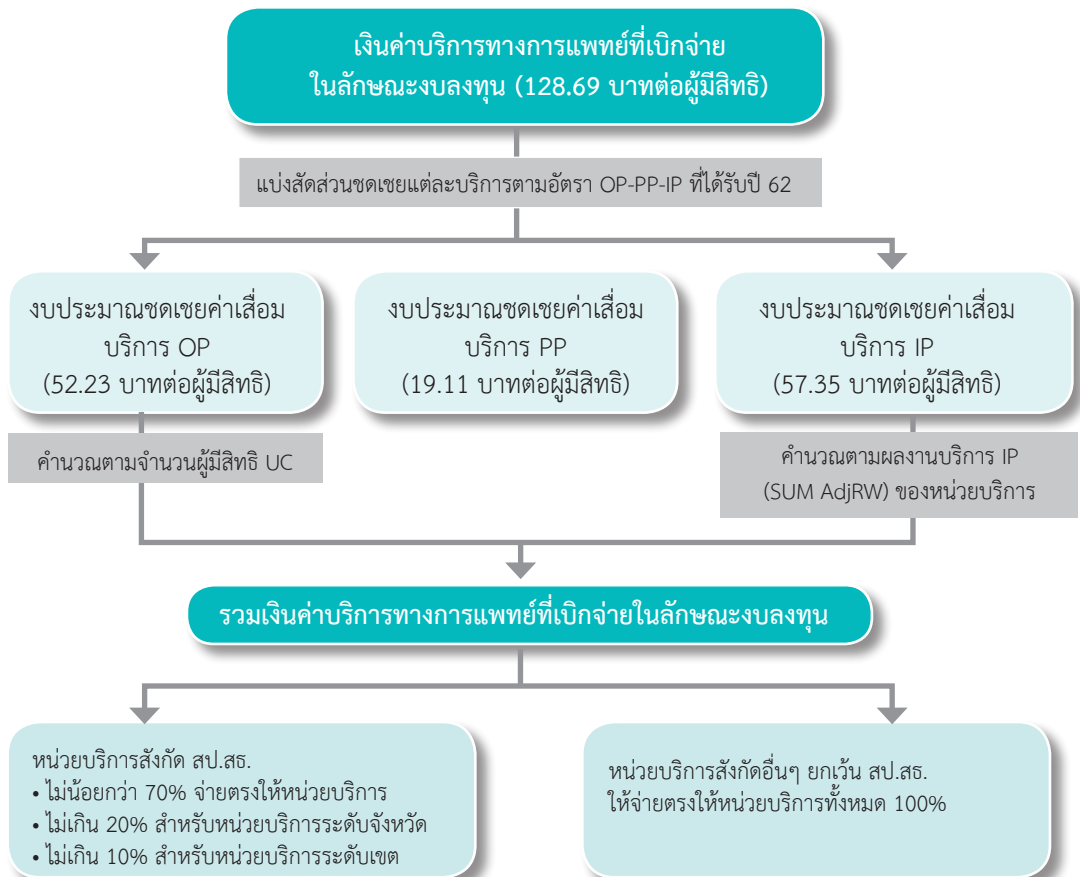 เงินค่าบริการทางการแพทย์ที่เบิกจ่าย
ในลักษณะงบลงทุน (128.69 บาทต่อผู้มีสิทธิ)
แบ่งสัดส่วนชดเชยแต่ละบริการตามอัตรา OP-PP-IP ที่ได้รับปี 62
งบประมาณชดเชยค่าเสื่อม
บริการ OP
(52.23 บาทต่อผู้มีสิทธิ)
งบประมาณชดเชยค่าเสื่อม
บริการ PP
(19.11 บาทต่อผู้มีสิทธิ)
งบประมาณชดเชยค่าเสื่อม
บริการ IP
(57.35 บาทต่อผู้มีสิทธิ)
คำนวณตามจำนวนผู้มีสิทธิ UC
คำนวณตามผลงานบริการ IP
(SUM AdjRW) ของหน่วยบริการ
รวมเงินค่าบริการทางการแพทย์ที่เบิกจ่ายในลักษณะงบลงทุน
หน่วยบริการสังกัด สป.สธ.
• ไม่น้อยกว่า 70% จ่ายตรงให้หน่วยบริการ
• ไม่เกิน 20% สำหรับหน่วยบริการระดับจังหวัด
• ไม่เกิน 10% สำหรับหน่วยบริการระดับเขต
หน่วยบริการสังกัดอื่นๆ ยกเว้น สป.สธ.
ให้จ่ายตรงให้หน่วยบริการทั้งหมด 100%